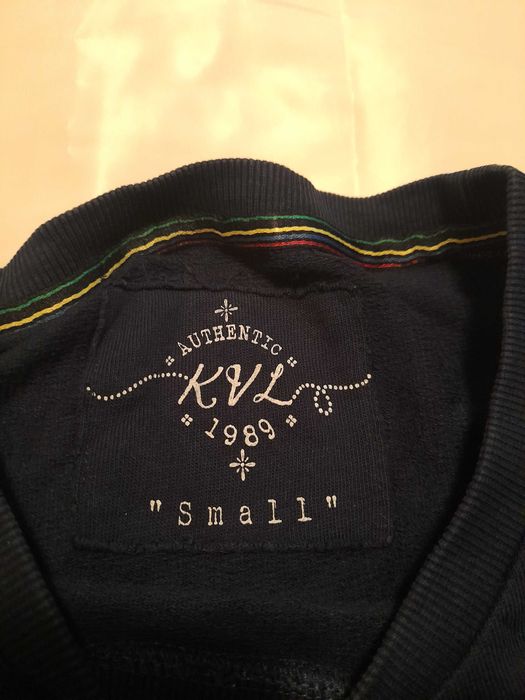 "AUTHENTIC"
KVL
1989
"Small"